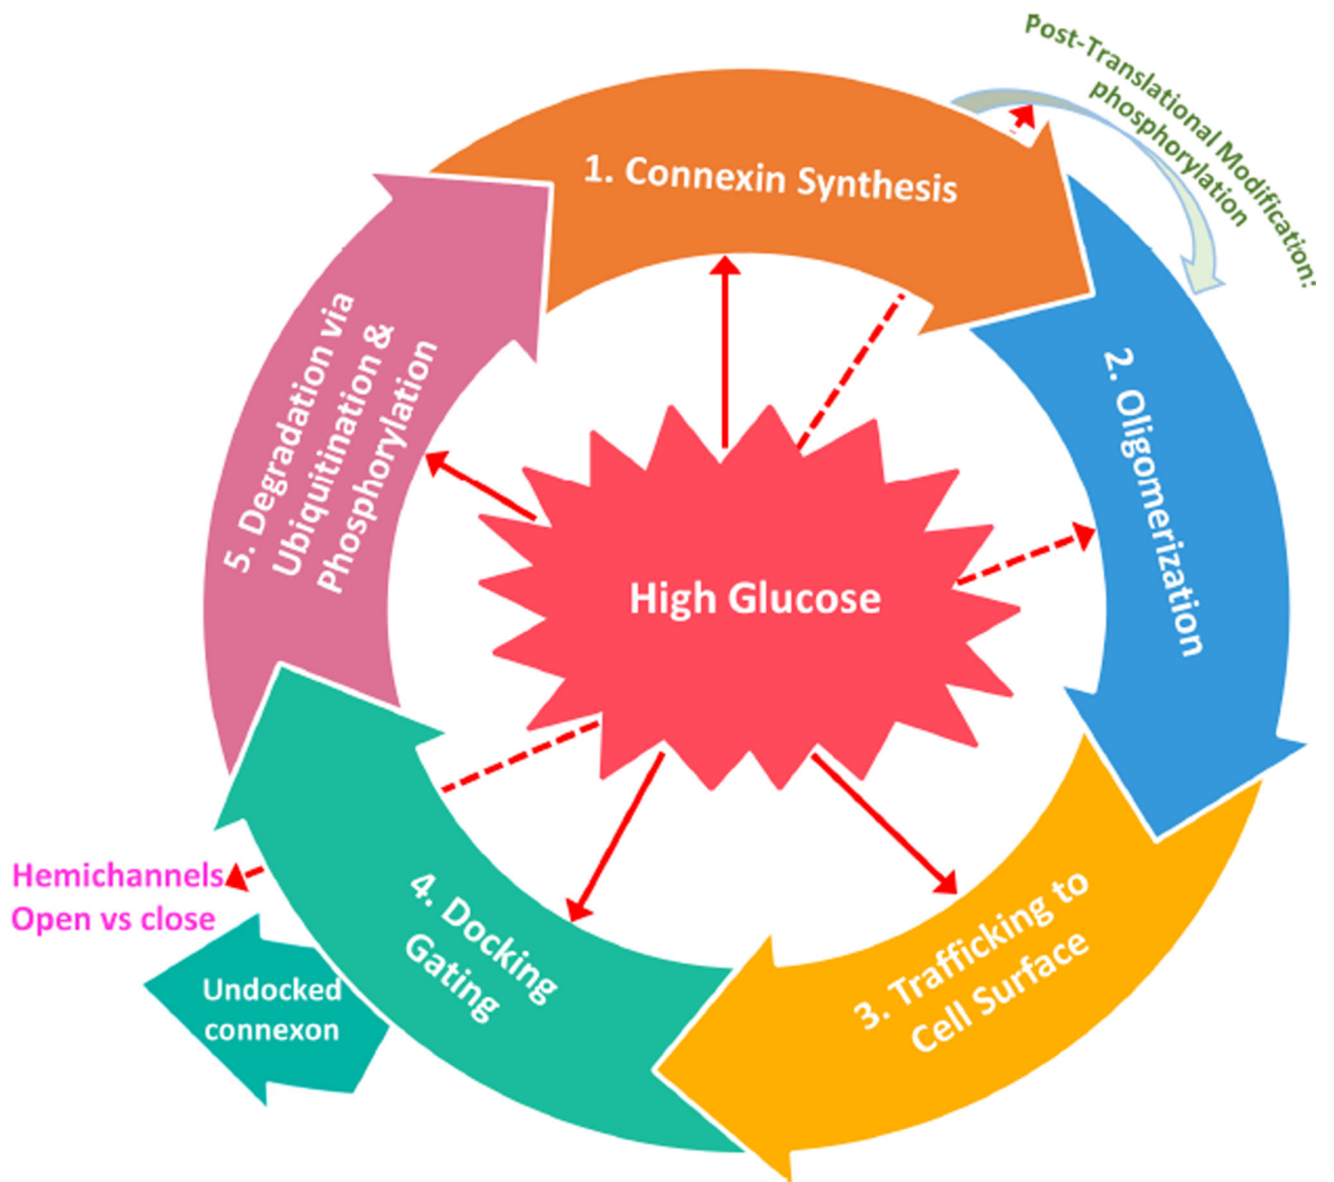 Post-Translational Modification:
phosphorylation
1. Connexin Synthesis
2. Oligomerization
3. Trafficking to
Cell Surface
4. Docking
Gating
5. Degradation via
Ubiquitination &
Phosphorylation
High Glucose
Hemichannels
Open vs close
Undocked
connexon